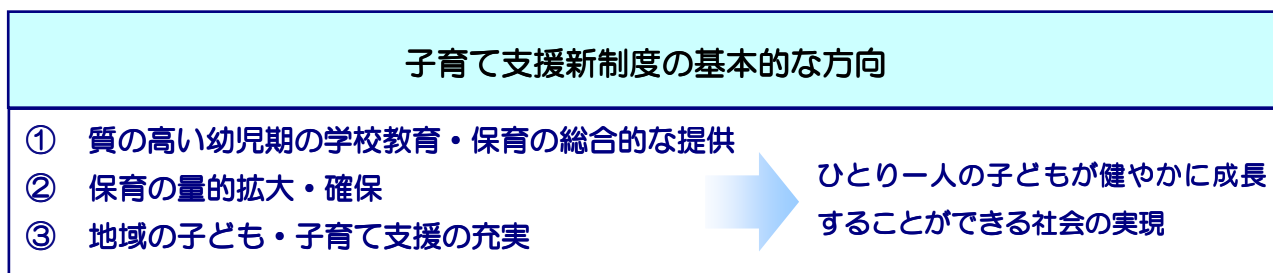 子育て支援新制度の基本的な方向
① 質の高い幼児期の学校教育・保育の総合的な提供
② 保育の量的拡大・確保
③ 地域の子ども・子育て支援の充実
ひとり一人の子どもが健やかに成長
することができる社会の実現